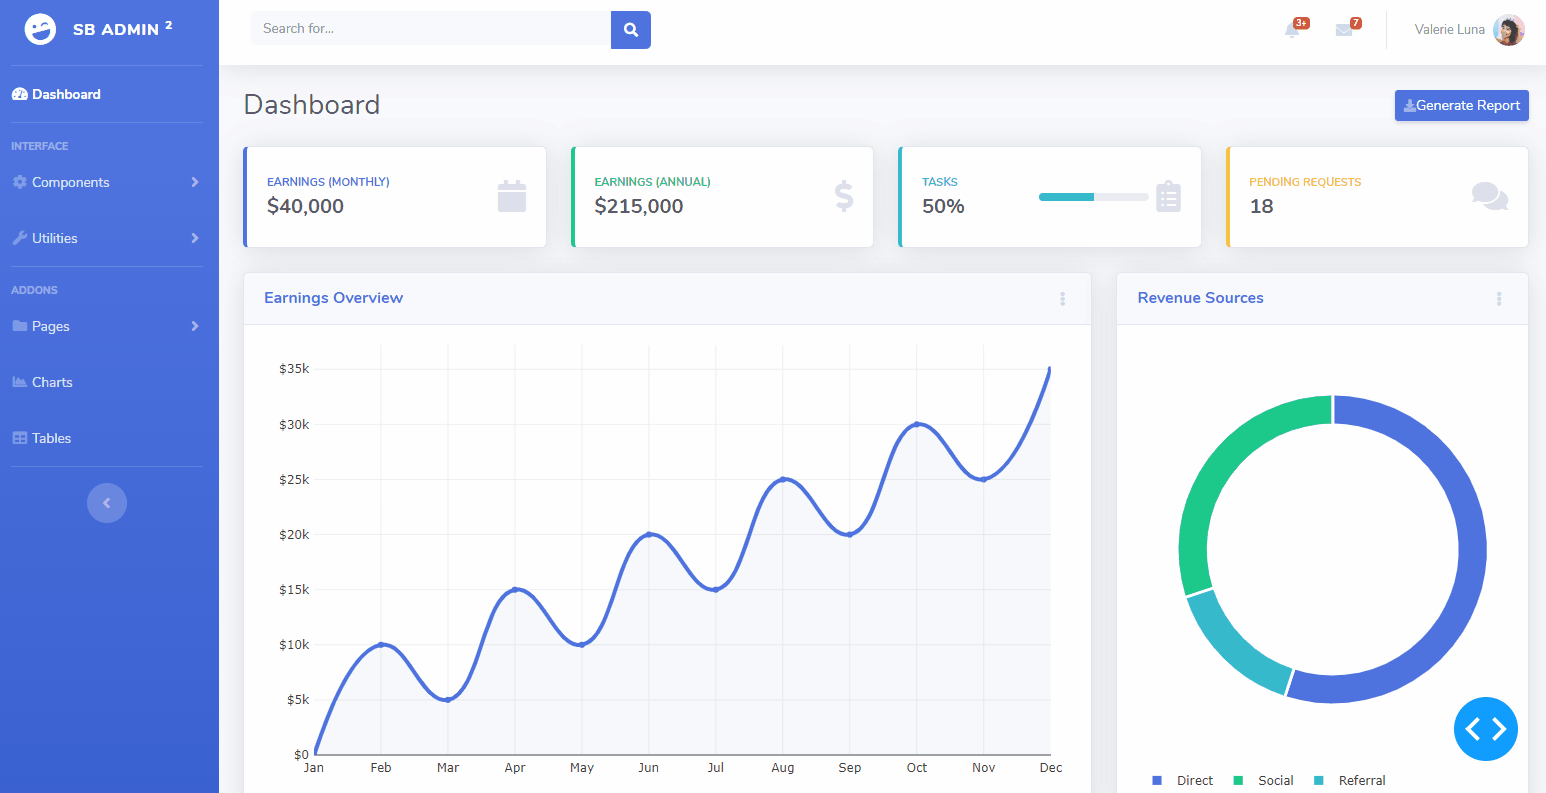 SB ADMIN 2
Search for...
3+
7
Valerie Luna
Dashboard
INTERFACE
Components
Utilities
ADDONS
Pages
Charts
Tables
Dashboard
Generate Report
EARNINGS (MONTHLY)
$40,000
EARNINGS (ANNUAL)
$215,000
TASKS
50%
PENDING REQUESTS
18
Earnings Overview
$35k
$30k
$25k
$20k
$15k
$10k
$5k
$0
Jan Feb Mar Apr May Jun Jul Aug Sep Oct Nov Dec
Revenue Sources
Direct Social Referral